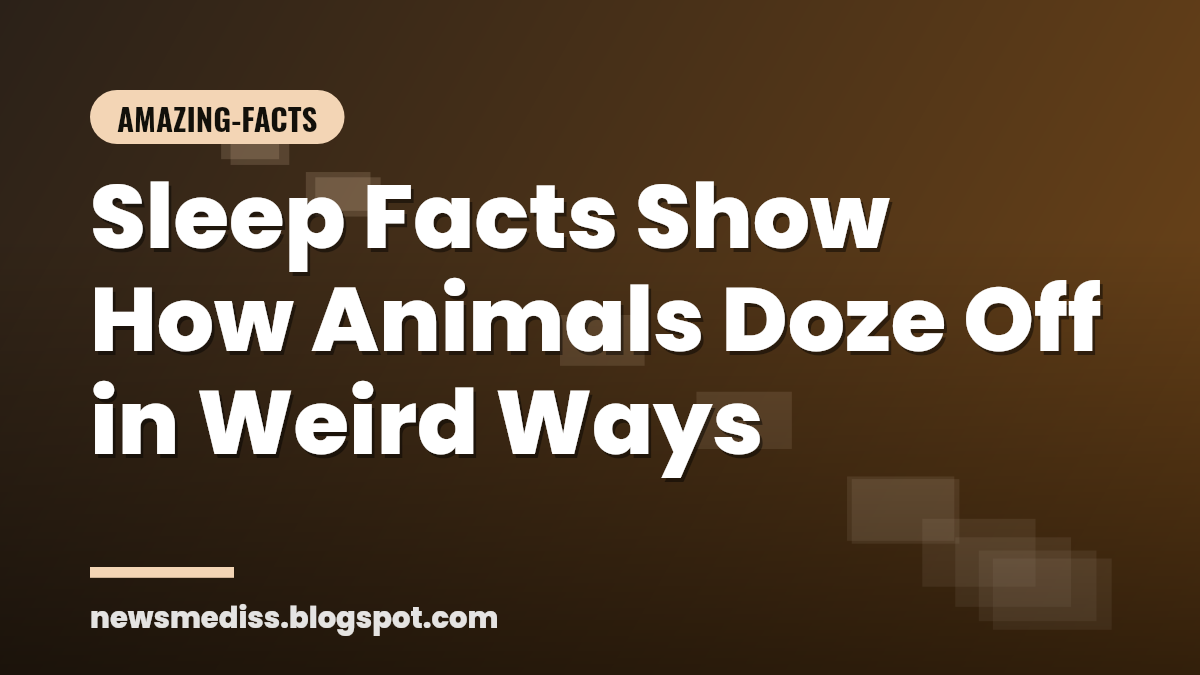 AMAZING-FACTS
Sleep Facts Show
How Animals Doze Off
in Weird Ways
newsmediss.blogspot.com